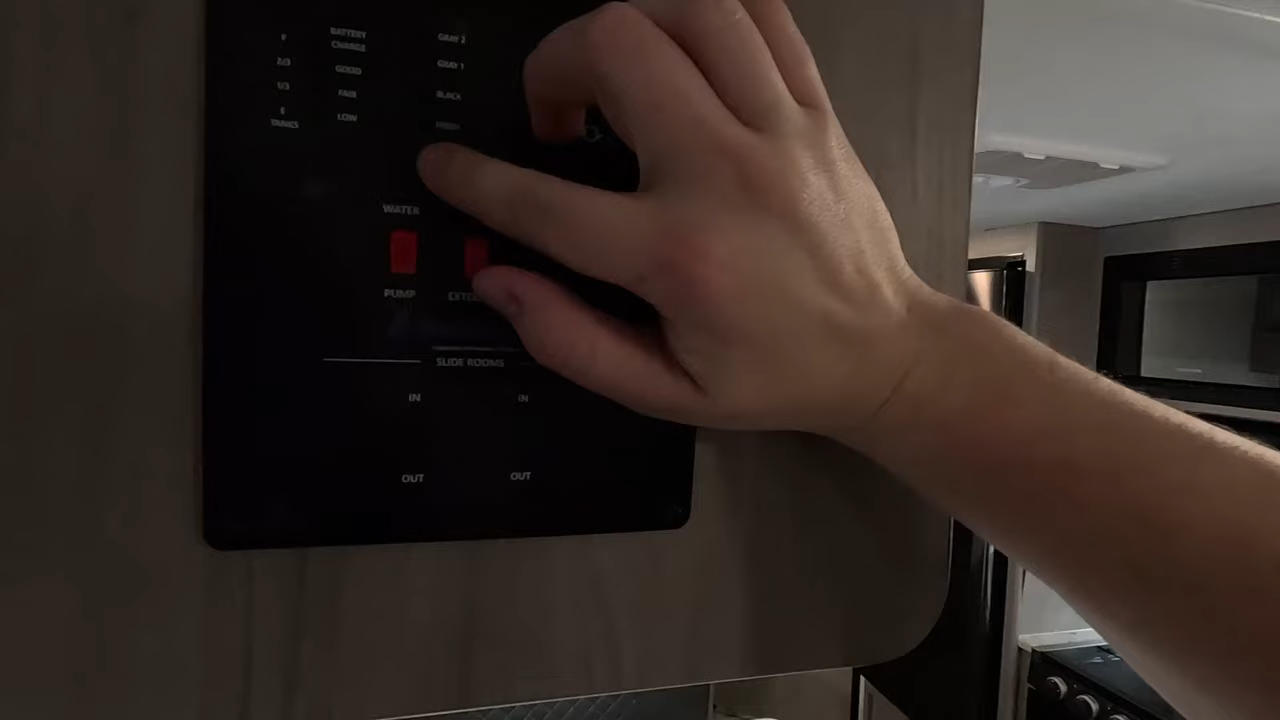 F
2/3
1/3
E
TANKS
BATTERY
CHARGE
GOOD
FAIR
LOW
GRAY 2
GRAY 1
BLACK
FRESH
WATER
PUMP
SLIDE ROOMS
IN
IN
OUT
OUT